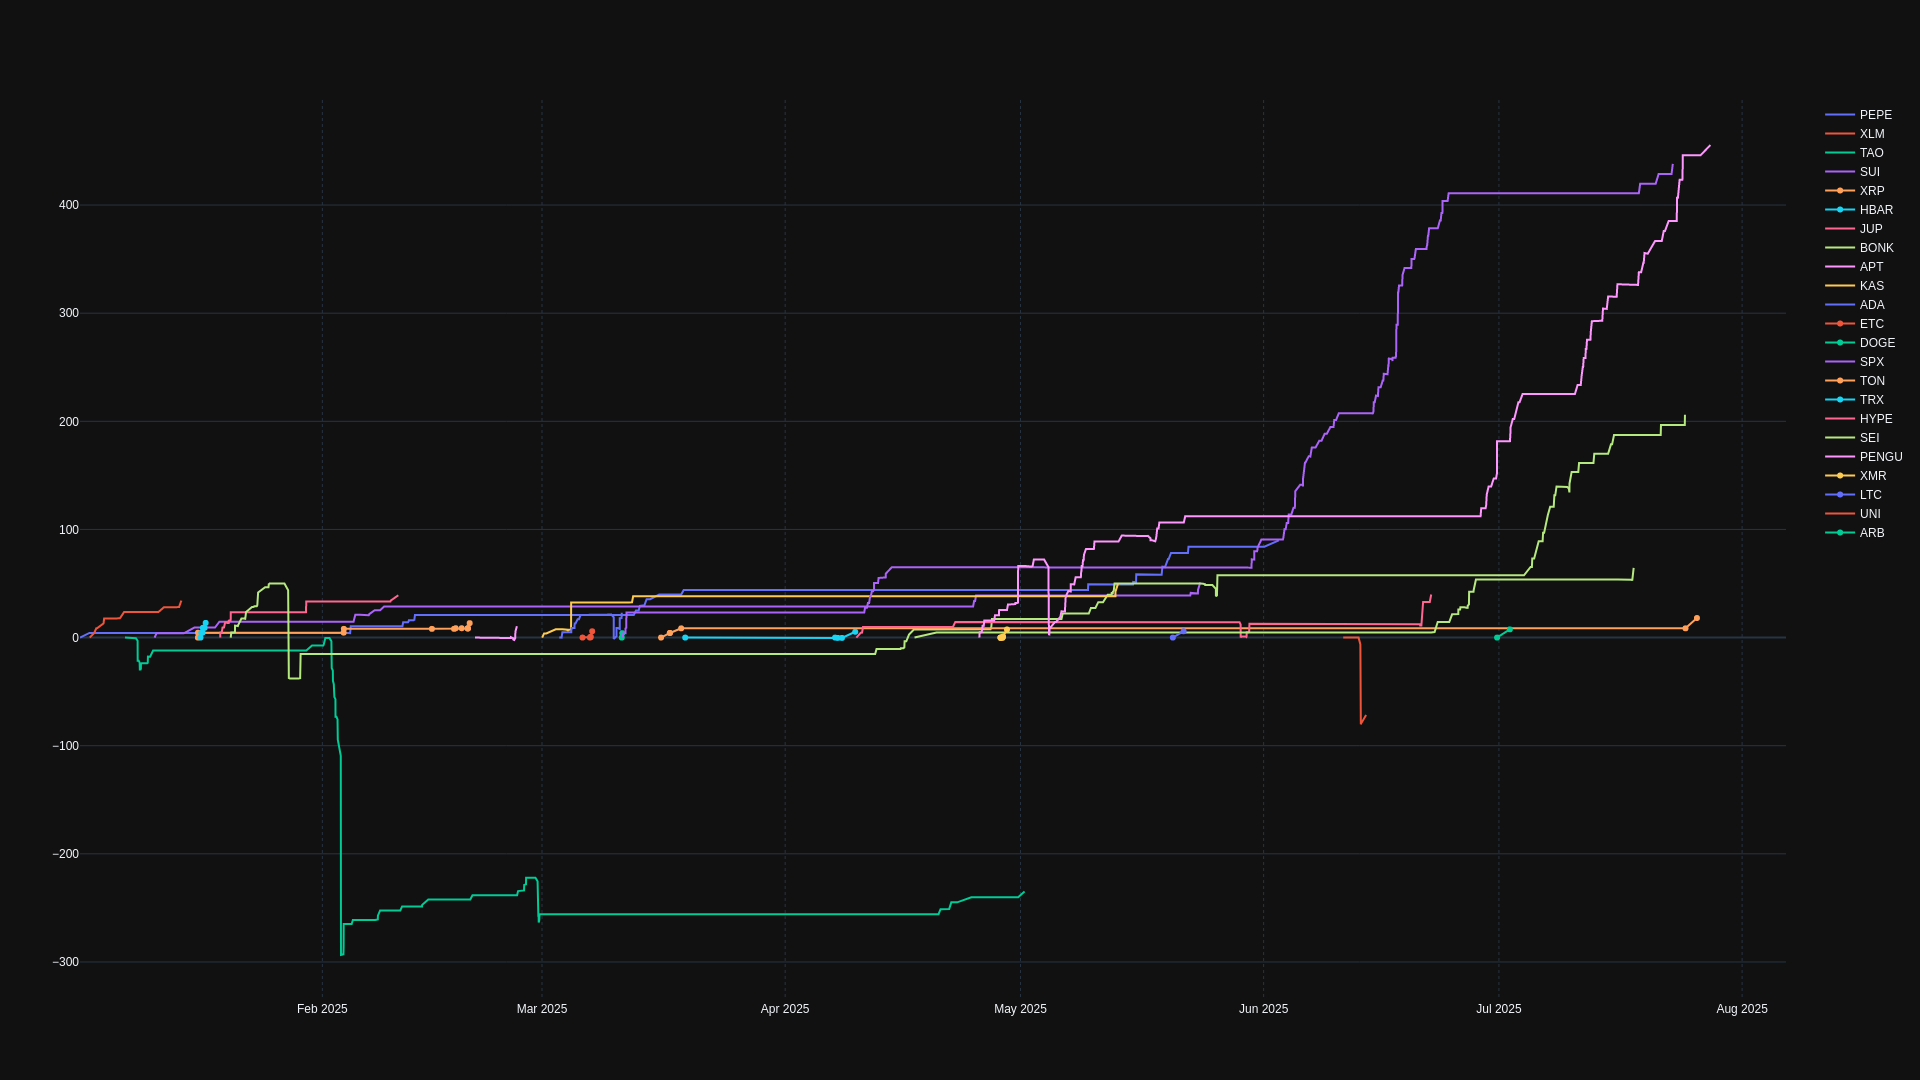 400
300
200
100
0
−100
−200
−300
Feb 2025
Mar 2025
Apr 2025
May 2025
Jun 2025
Jul 2025
Aug 2025
PEPE
XLM
TAO
SUI
XRP
HBAR
JUP
BONK
APT
KAS
ADA
ETC
DOGE
SPX
TON
TRX
HYPE
SEI
PENGU
XMR
LTC
UNI
ARB